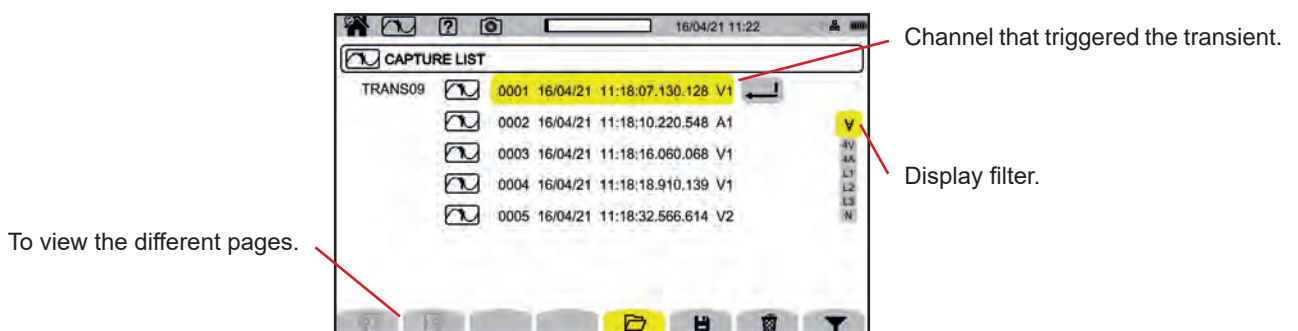 ?
16/04/21 11:22
Channel that triggered the transient.
CAPTURE LIST
TRANS09 0001 16/04/21 11:18:07.130.128 V1
0002 16/04/21 11:18:10.220.548 A1
0003 16/04/21 11:18:16.060.068 V1
0004 16/04/21 11:18:18.910.139 V1
0005 16/04/21 11:18:32.566.614 V2
∀
4V
4A
L1
L2
L3
N
Display filter.
To view the different pages.